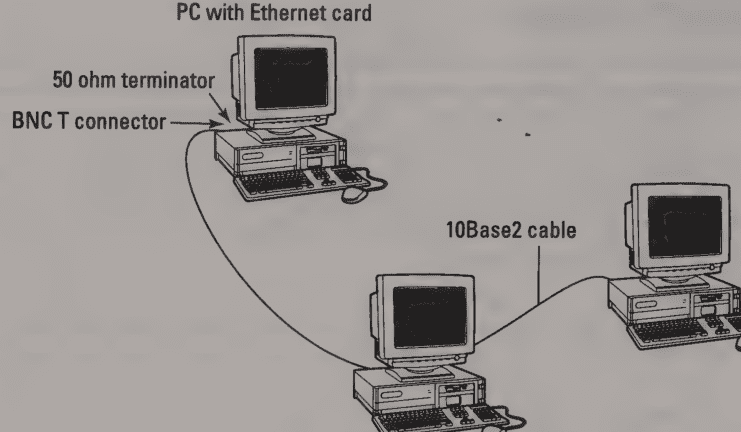 PC with Ethernet card
50 ohm terminator
BNC T connector
10Base2 cable